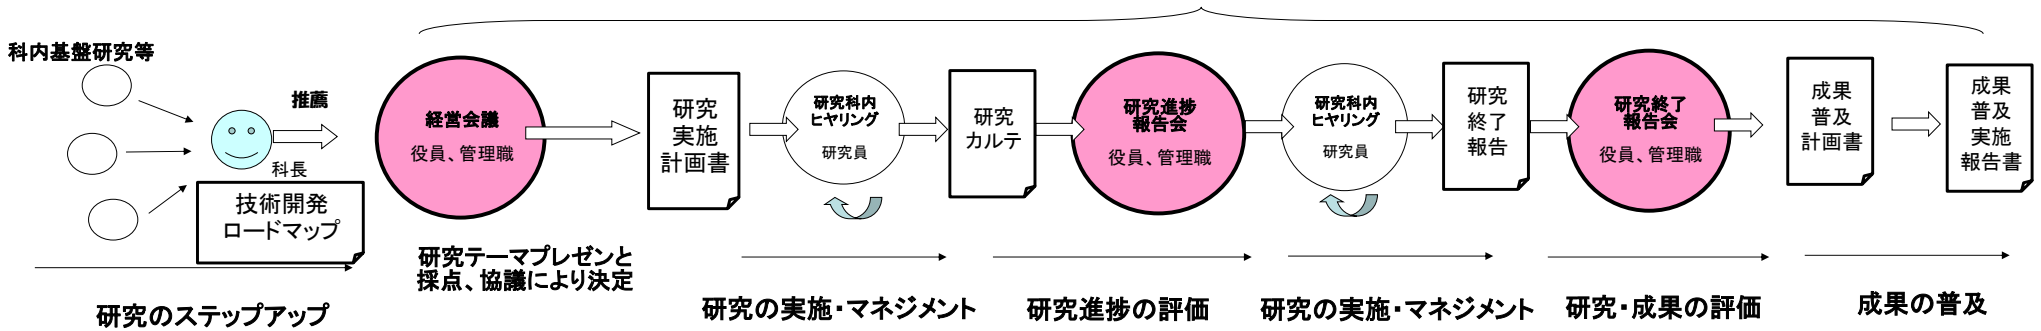 科内基盤研究等
推薦
科長
技術開発
ロードマップ
研究のステップアップ
経営会議
役員、管理職
研究テーマプレゼンと
採点、協議により決定
研究
実施
計画書
研究科内
ヒヤリング
研究員
研究の実施・マネジメント
研究
カルテ
研究進捗
報告会
役員、管理職
研究進捗の評価
研究科内
ヒヤリング
研究員
研究の実施・マネジメント
研究
終了
報告
研究終了
報告会
役員、管理職
研究・成果の評価
成果
普及
計画書
成果
普及
実施
報告書
成果の普及